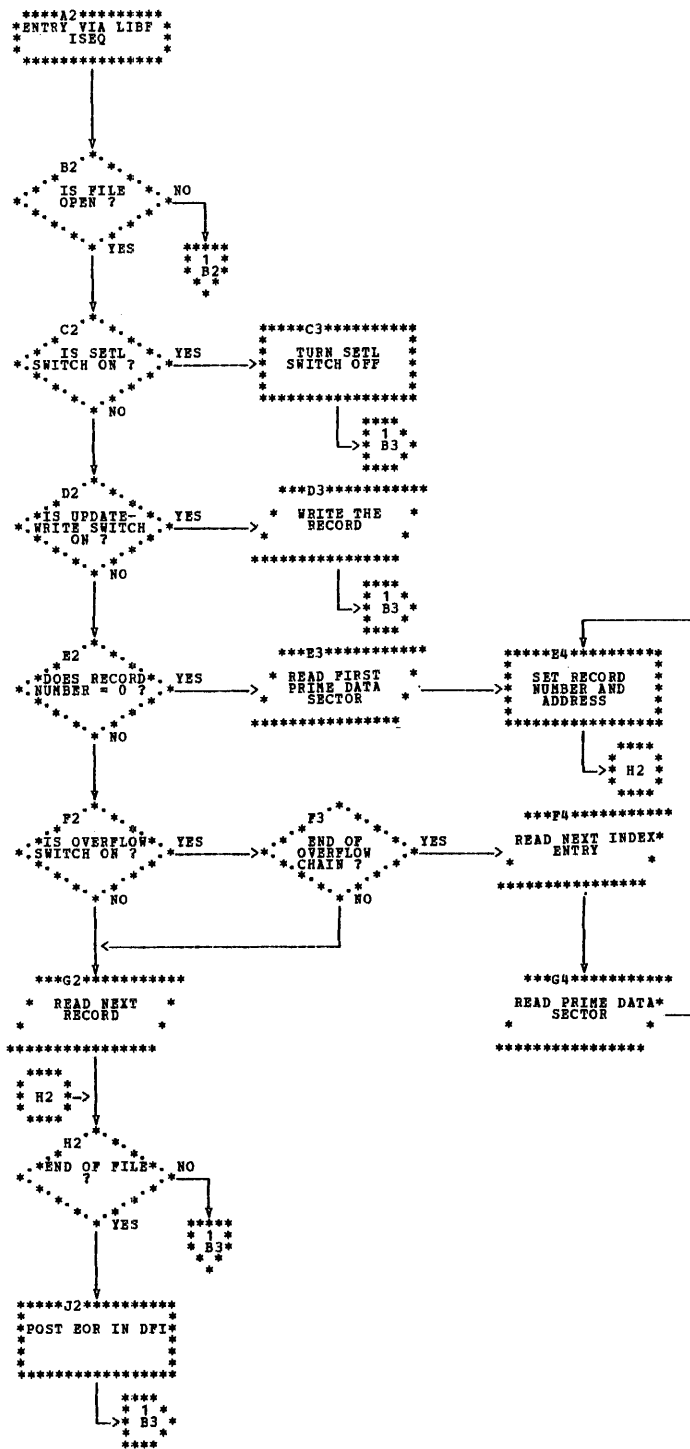 A2
ENTRY VIA LIBF
ISEQ
B2
IS FILE
OPEN ?
NO
YES
1
B2
C2
IS SETL
SWITCH ON ?
YES
NO
C3
TURN SETL
SWITCH OFF
1
B3
D2
IS UPDATE-
WRITE SWITCH
ON ?
YES
NO
D3
WRITE THE
RECORD
1
B3
E2
DOES RECORD
NUMBER = 0 ?
YES
NO
E3
READ FIRST
PRIME DATA
SECTOR
E4
SET RECORD
NUMBER AND
ADDRESS
H2
F2
IS OVERFLOW
SWITCH ON ?
YES
NO
F3
END OF
OVERFLOW
CHAIN ?
YES
NO
F4
READ NEXT INDEX
ENTRY
G2
READ NEXT
RECORD
G4
READ PRIME DATA
SECTOR
H2
H2
END OF FILE
?
NO
YES
1
B3
J2
POST EOR IN DFI
1
B3